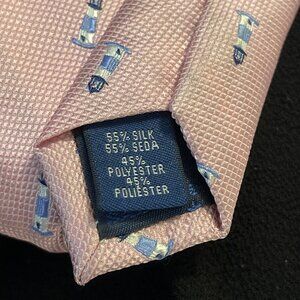 55% SILK
55% SEDA
45%
POLYESTER
45%
POLIESTER